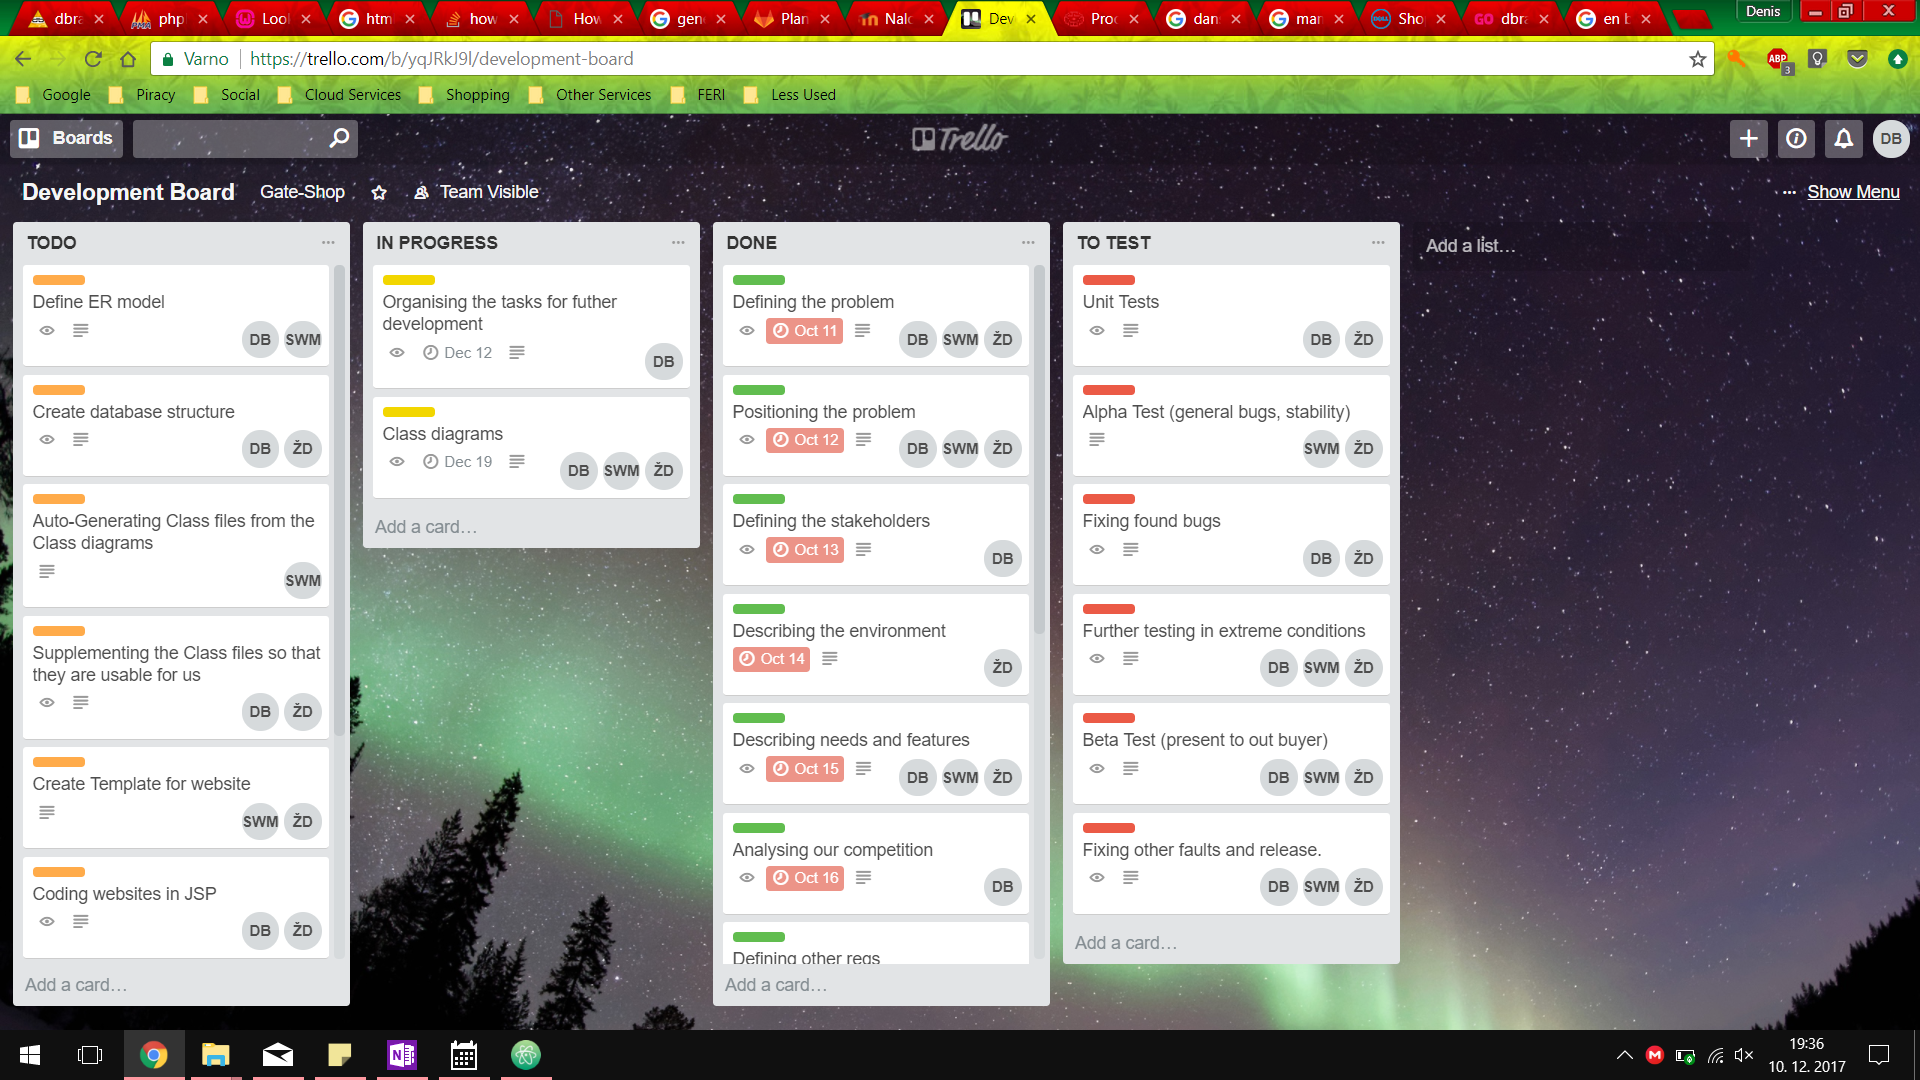 dbra
php
Lool
htm
how
How
gene
Plan
Nalo
Dev
Proc
dans
mar
Sho
dbra
en b
Denis
Varno https://trello.com/b/yqJRkJ9l/development-board
ABP
3
Google
Piracy
Social
Cloud Services
Shopping
Other Services
FERI
Less Used
Boards
Trello
DB
Development Board
Gate-Shop
Team Visible
... Show Menu
TODO
Define ER model
DB SWM
Create database structure
DB ŽD
Auto-Generating Class files from the
Class diagrams
SWM
Supplementing the Class files so that
they are usable for us
DB ŽD
Create Template for website
SWM ŽD
Coding websites in JSP
DB ŽD
Add a card…
IN PROGRESS
Organising the tasks for futher
development
Dec 12
DB
Class diagrams
Dec 19
DB SWM ŽD
Add a card…
DONE
Defining the problem
Oct 11
DB SWM ŽD
Positioning the problem
Oct 12
DB SWM ŽD
Defining the stakeholders
Oct 13
DB
Describing the environment
Oct 14
ŽD
Describing needs and features
Oct 15
DB SWM ŽD
Analysing our competition
Oct 16
DB
Defining other reqs
Add a card…
TO TEST
Unit Tests
DB ŽD
Alpha Test (general bugs, stability)
SWM ŽD
Fixing found bugs
DB ŽD
Further testing in extreme conditions
DB SWM ŽD
Beta Test (present to out buyer)
DB SWM ŽD
Fixing other faults and release.
DB SWM ŽD
Add a card…
Add a list…
19:36
10. 12. 2017